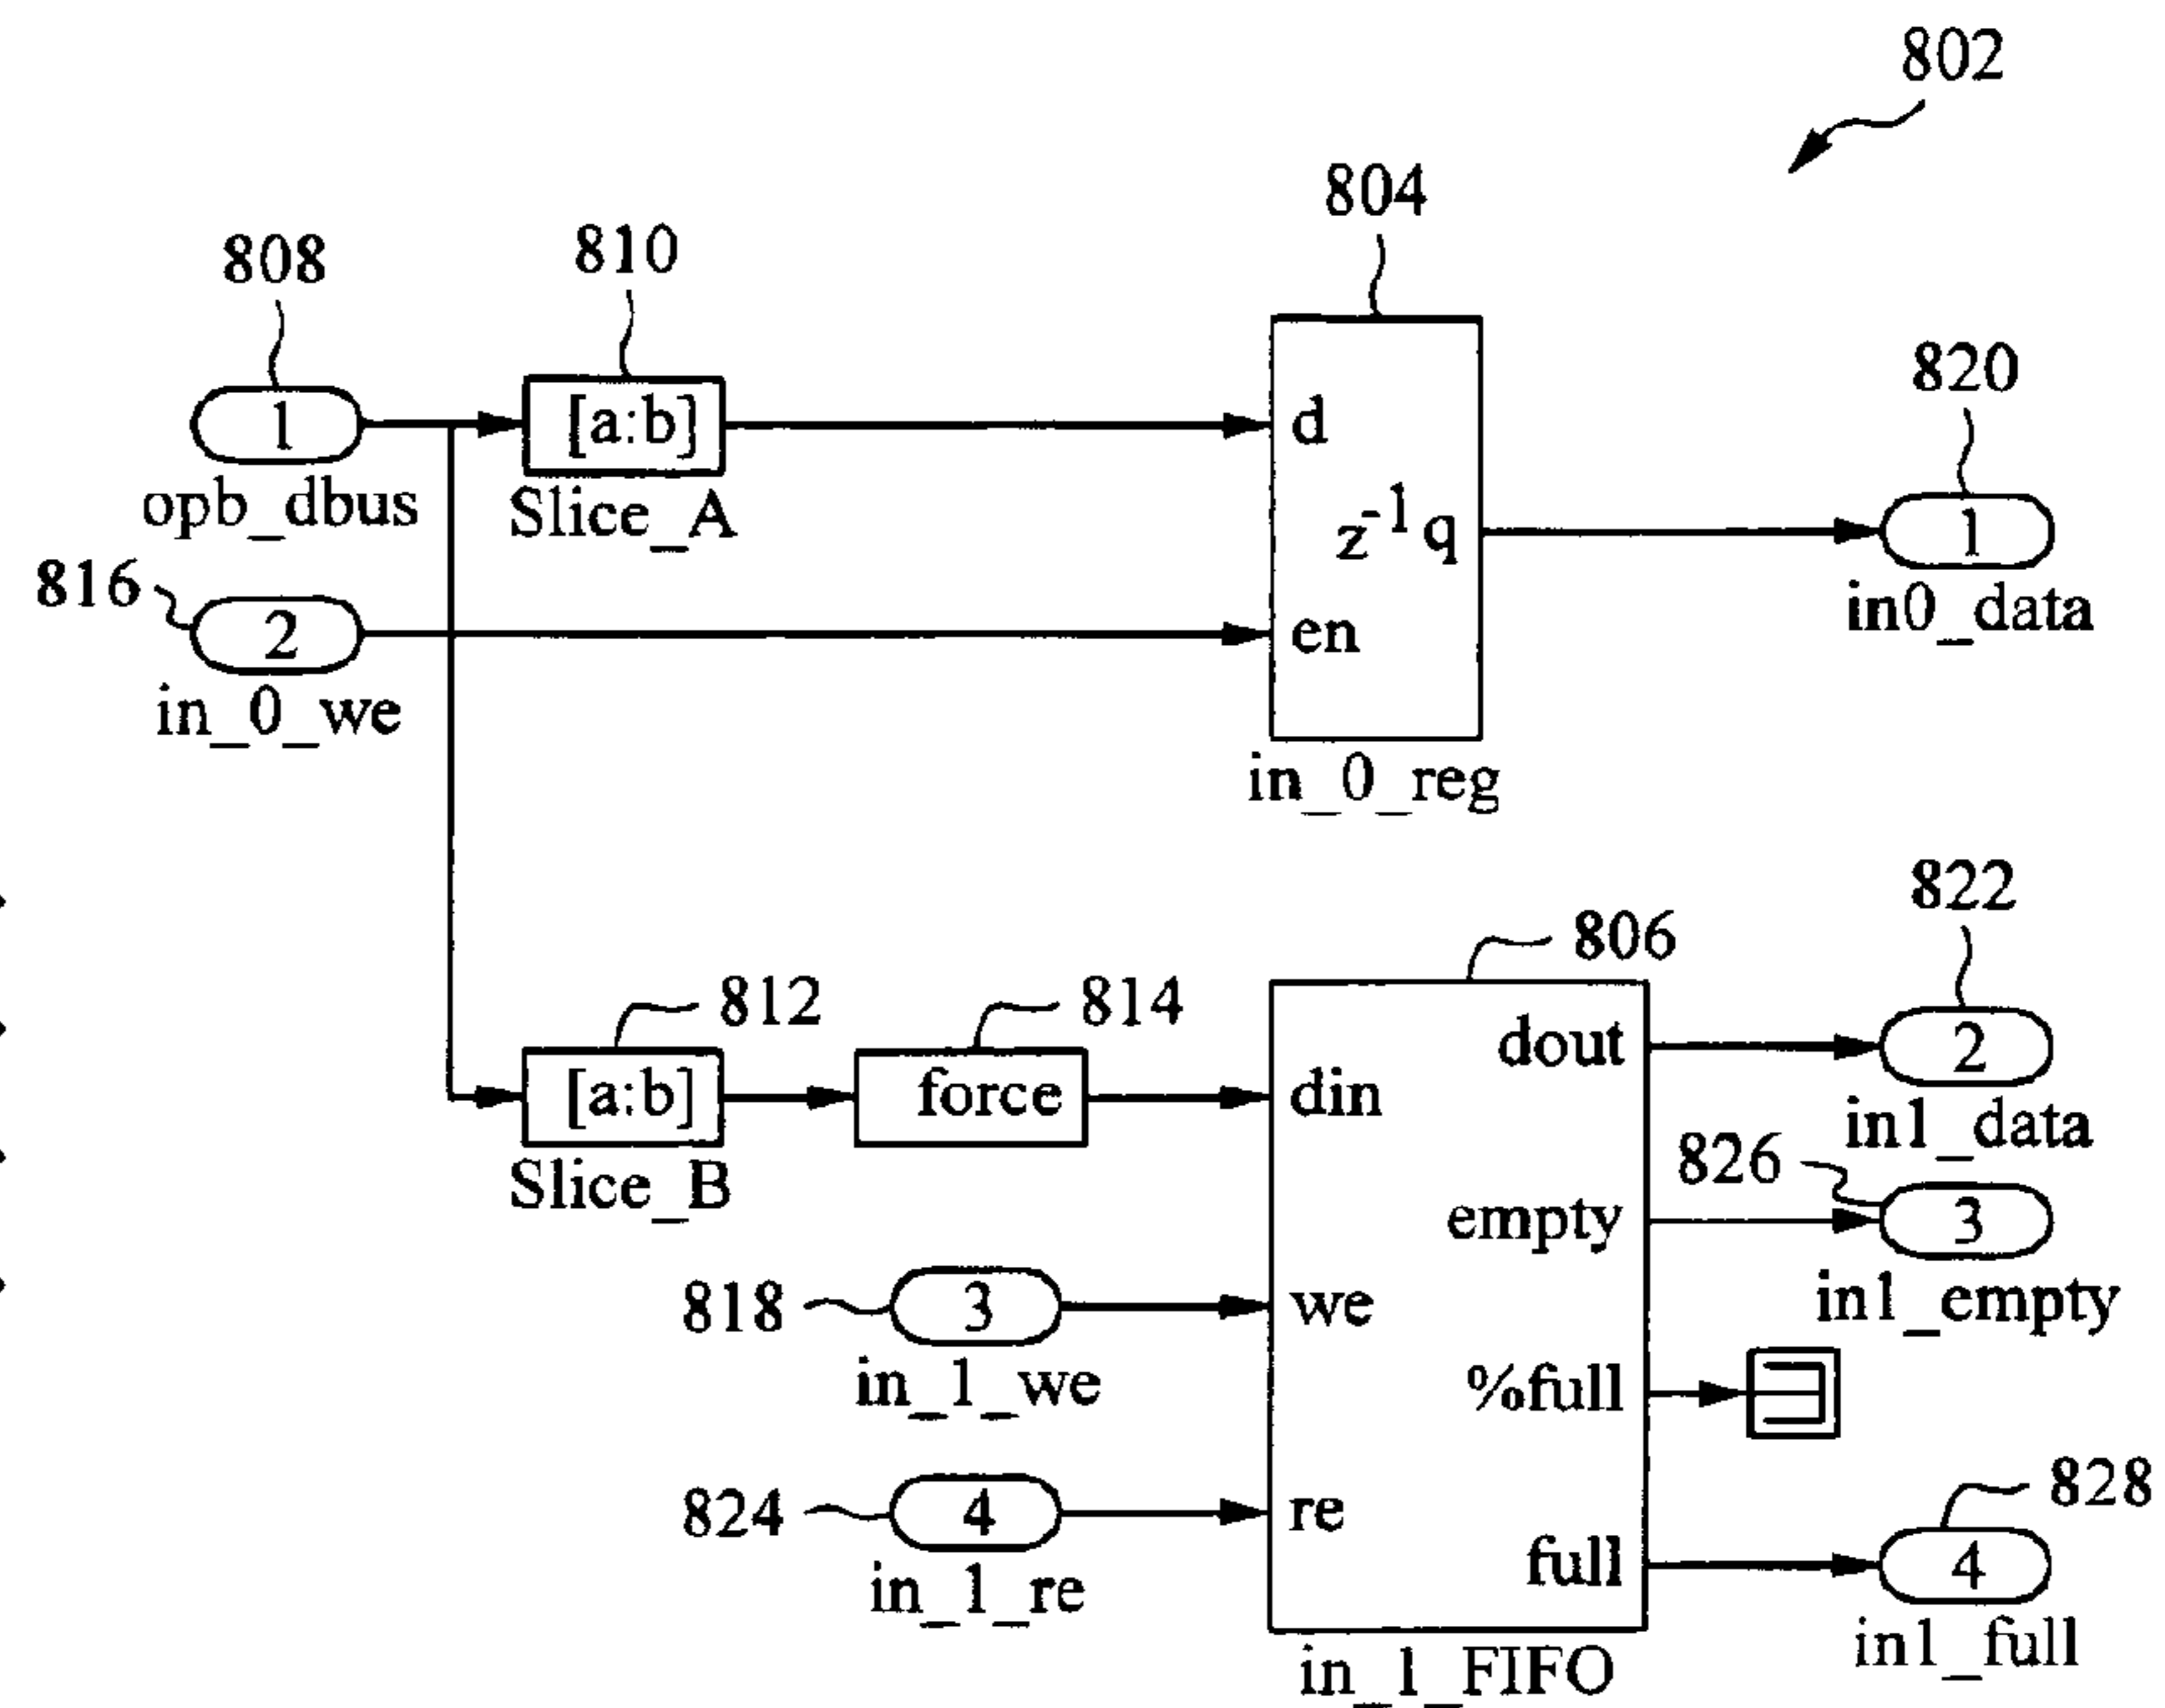 802
804
808
810
820
1
[a:b]
d
opb_dbus
Slice_A
z-1 q
1
816
2
en
in0_data
in_0_we
in_0_reg
822
806
812
814
dout
2
[a:b]
force
din
in1_data
Slice_B
826
empty
3
818
3
we
in1_empty
in_1_we
%full
824
4
re
828
full
4
in_1_re
in1_full
in_1_FIFO